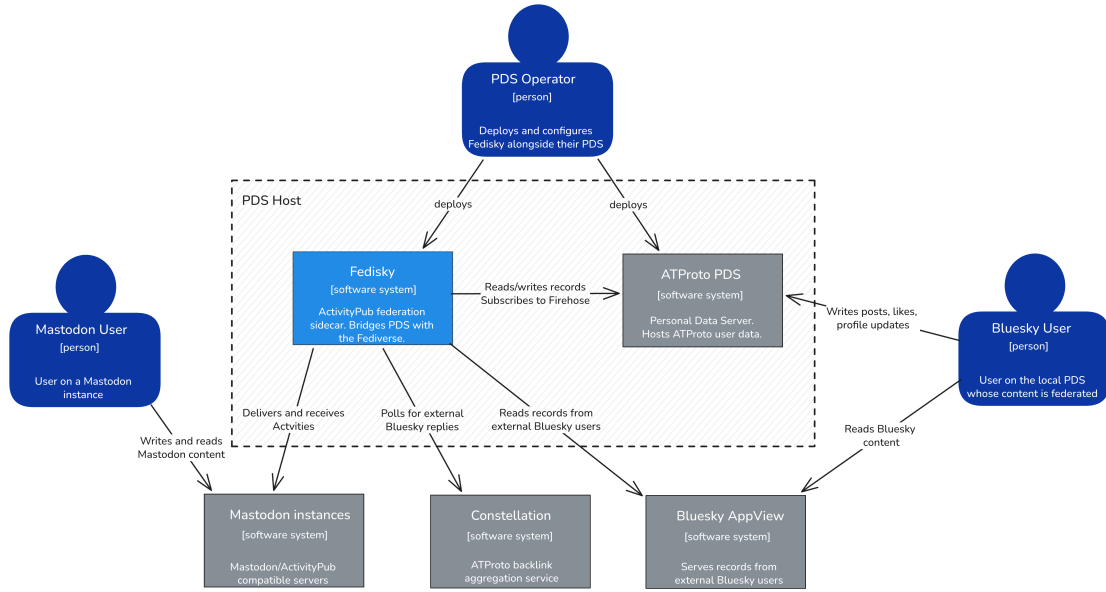 PDS Operator
[person]
Deploys and configures
Fedisky alongside their PDS
PDS Host
deploys
deploys
Fedisky
[software system]
ActivityPub federation
sidecar. Bridges PDS with
the Fediverse.
Reads/writes records
Subscribes to Firehose
ATProto PDS
[software system]
Personal Data Server.
Hosts ATProto user data.
Mastodon User
[person]
User on a Mastodon
instance
Writes posts, likes,
profile updates
Bluesky User
[person]
User on the local PDS
whose content is federated
Writes and reads
Mastodon content
Delivers and receives
Actvities
Polls for external
Bluesky replies
Reads records from
external Bluesky users
Reads Bluesky
content
Mastodon instances
[software system]
Mastodon/ActivityPub
compatible servers
Constellation
[software system]
ATProto backlink
aggregation service
Bluesky AppView
[software system]
Serves records from
external Bluesky users